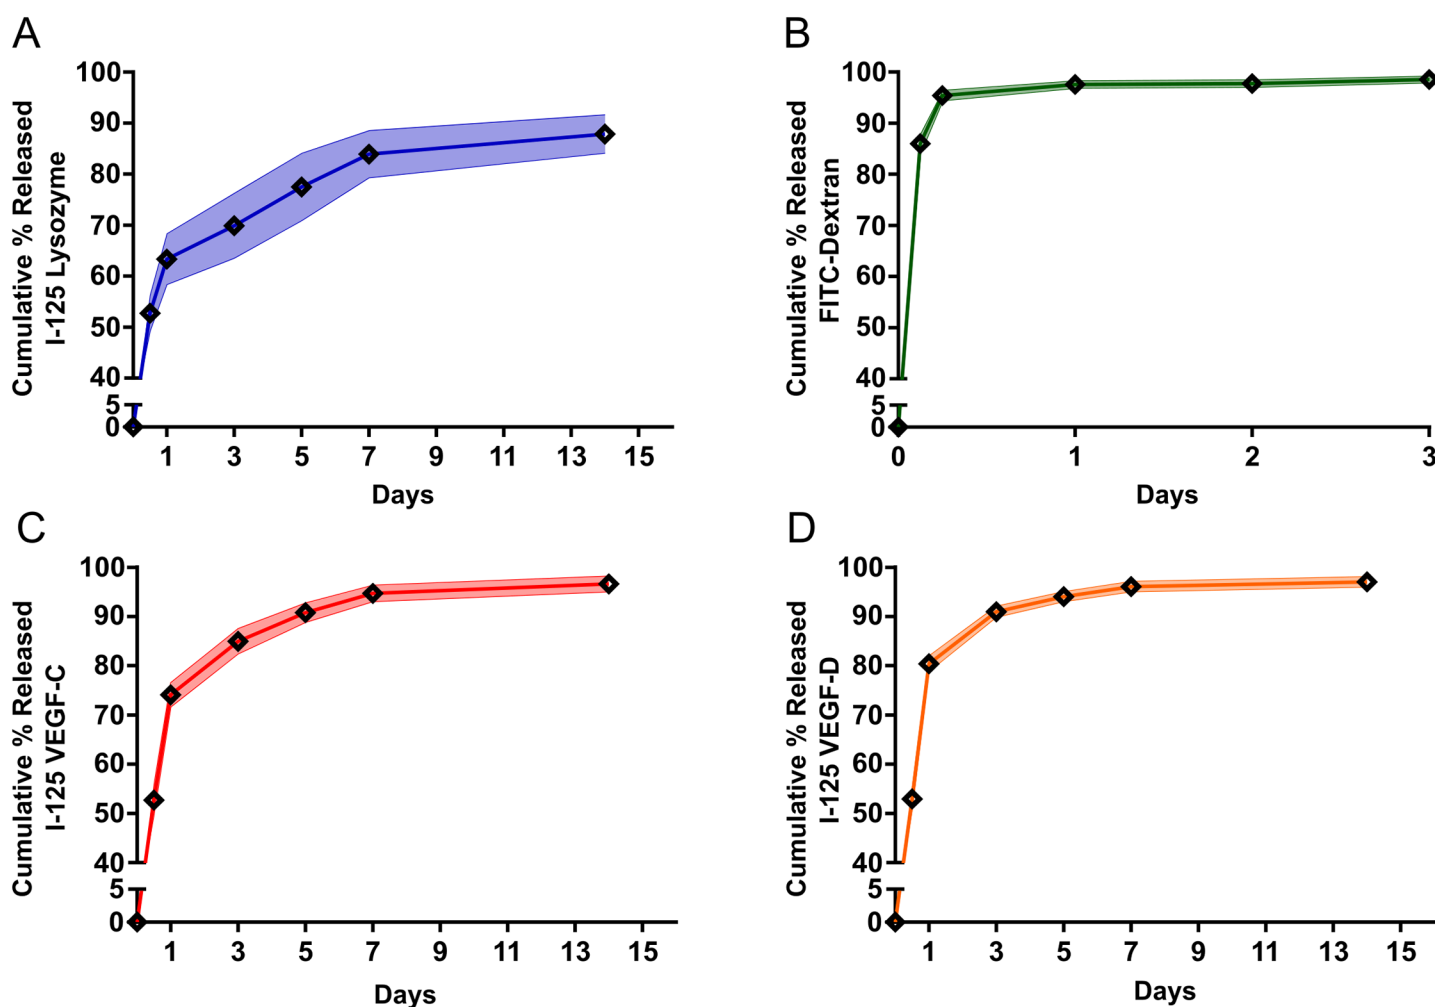 A
Cumulative % Released
I-125 Lysozyme
100
90
80
70
60
50
40
5
0
1 3 5 7 9 11 13 15
Days
B
Cumulative % Released
FITC-Dextran
100
90
80
70
60
50
40
5
0
0 1 2 3
Days
C
Cumulative % Released
I-125 VEGF-C
100
90
80
70
60
50
40
5
0
1 3 5 7 9 11 13 15
Days
D
Cumulative % Released
I-125 VEGF-D
100
90
80
70
60
50
40
5
0
1 3 5 7 9 11 13 15
Days